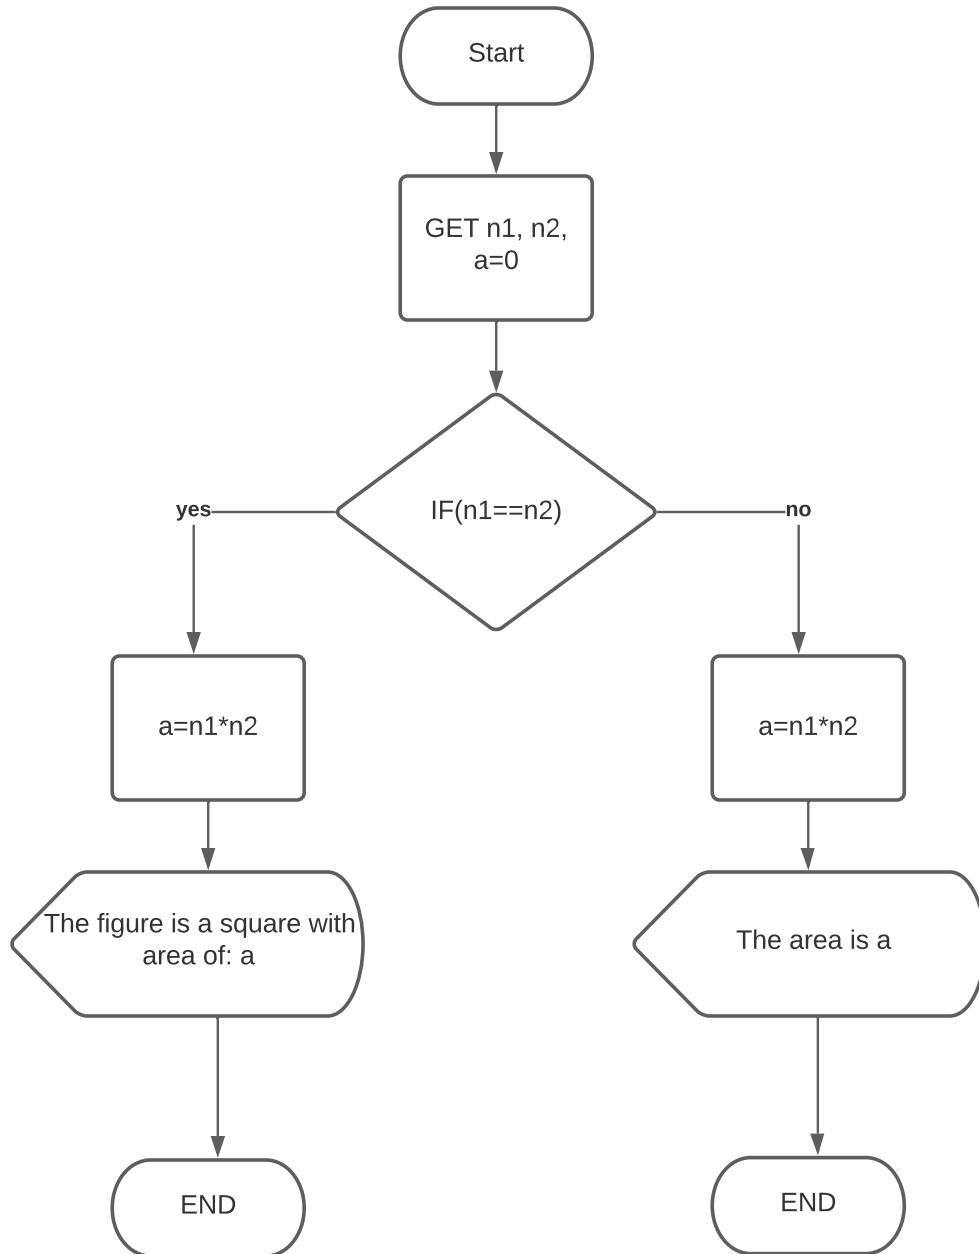 Start
GET n1, n2,
a=0
IF(n1==n2)
yes
no
a=n1*n2
a=n1*n2
The figure is a square with
area of: a
The area is a
END
END